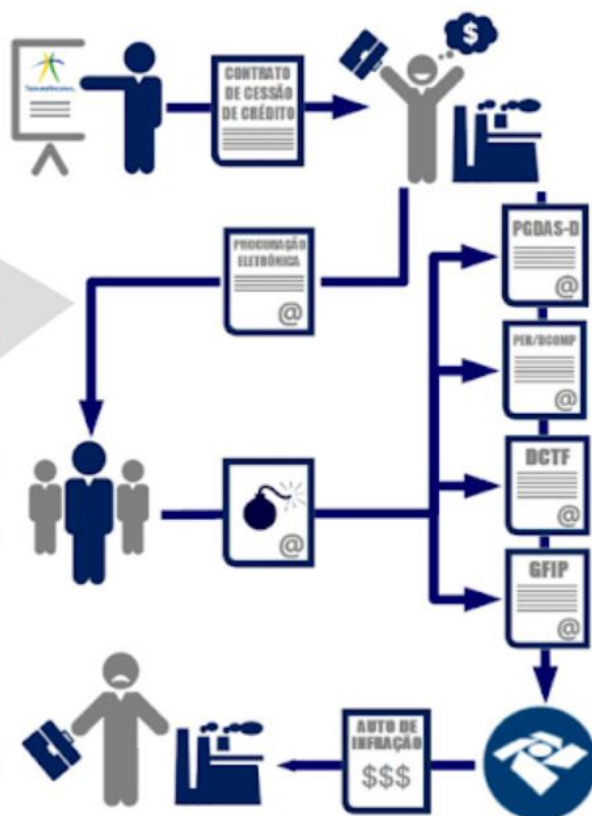 CONTRATO
DE CESSÃO
DE CRÉDITO
$
PROCURAÇÃO
ELETRÔNICA
@
PGDAS-D
@
PER/DCOMP
@
DCTF
@
@
GFIP
@
AUTO DE
INFRAÇÃO
$$$